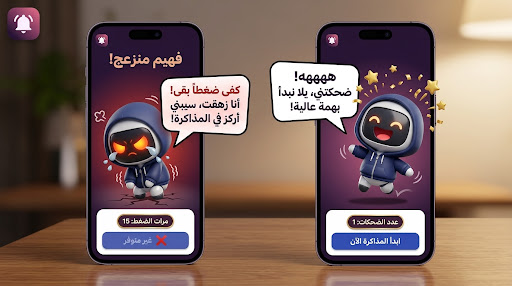 فهيم منزعج!
كفى ضغطاً بقى!
أنا زهقت، سيبني
أركز في المذاكرة!
مرات الضغط: 15
❌ غير متوفر
ههههه!
ضحكتني، يلا نبدأ
بهمة عالية!
عدد الضحكات: 1
ابدأ المذاكرة الآن